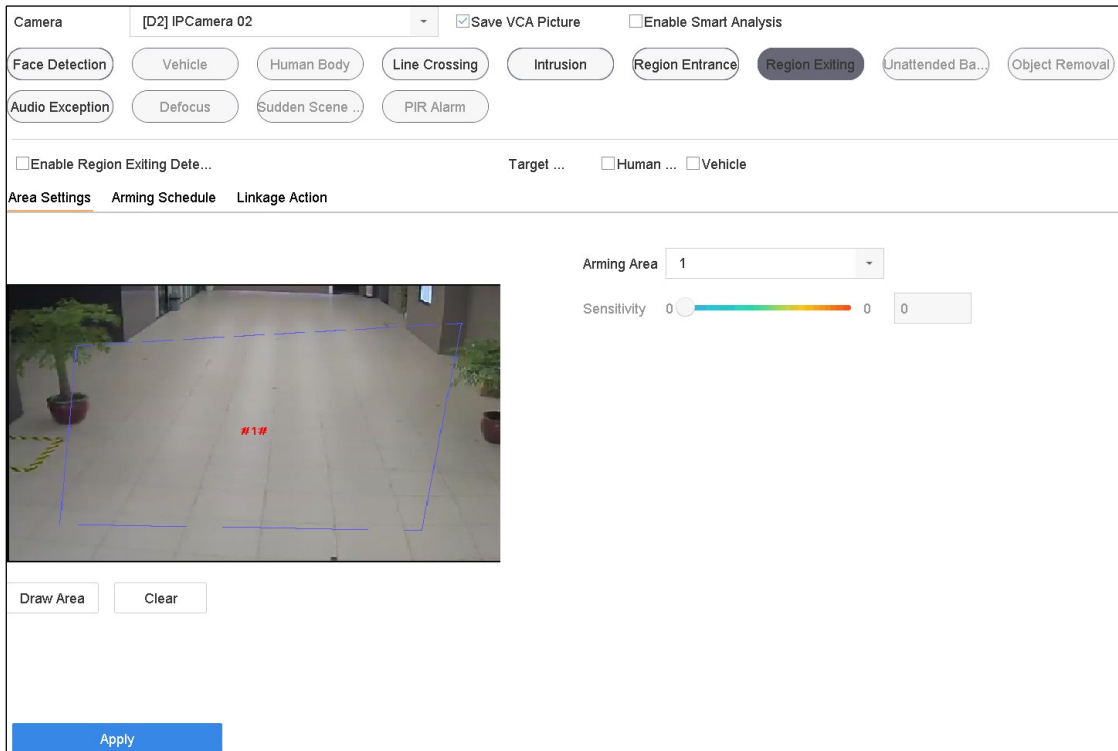 Camera [D2] IPCamera 02 Save VCA Picture Enable Smart Analysis
Face Detection Vehicle Human Body Line Crossing Intrusion Region Entrance Region Exiting Unattended Ba... Object Removal
Audio Exception Defocus Sudden Scene ... PIR Alarm
Enable Region Exiting Dete... Target ... Human ... Vehicle
Area Settings Arming Schedule Linkage Action
Arming Area 1
Sensitivity 0 0 0
#1#
Draw Area Clear
Apply